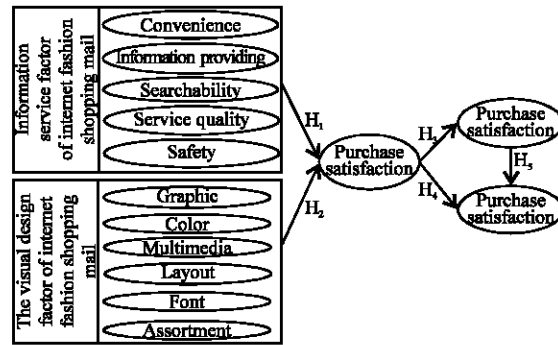 Information
service factor
of internet fashion
shopping mail
Convenience
Information providing
Searchability
Service quality
Safety
The visual design
factor of internet
fashion shopping
mail
Graphic
Color
Multimedia
Layout
Font
Assortment
H1
H2
Purchase
satisfaction
H3
H4
Purchase
satisfaction
H5
Purchase
satisfaction